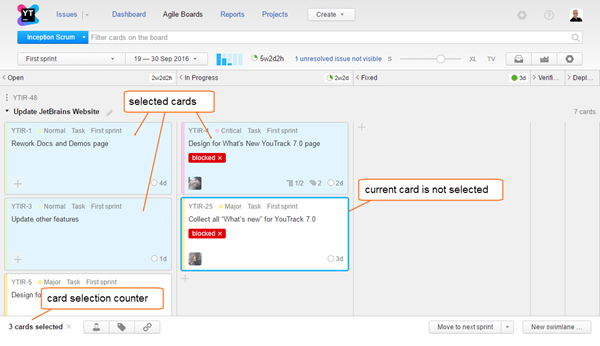 YT
Issues
Dashboard
Agile Boards
Reports
Projects
Create
Inception Scrum
Filter cards on the board
First sprint
19 — 30 Sep 2016
5w2d2h
1 unresolved issue not visible
S
XL
TV
Open
2w2d2h
In Progress
2w2d
Fixed
3d
Verifi...
Depl...
YTIR-48
selected cards
Update JetBrains Website
7 cards
YTIR-1 Normal Task First sprint
Rework Docs and Demos page
4d
YTIR-4 Critical Task First sprint
Design for What's New YouTrack 7.0 page
blocked ×
1/2
2
2d
current card is not selected
YTIR-3 Normal Task First sprint
Update other features
1d
YTIR-25 Major Task First sprint
Collect all “What's new” for YouTrack 7.0
blocked ×
3d
YTIR-5 Major Task First sprint
Design fo
card selection counter
3 cards selected ×
Move to next sprint
New swimlane ...